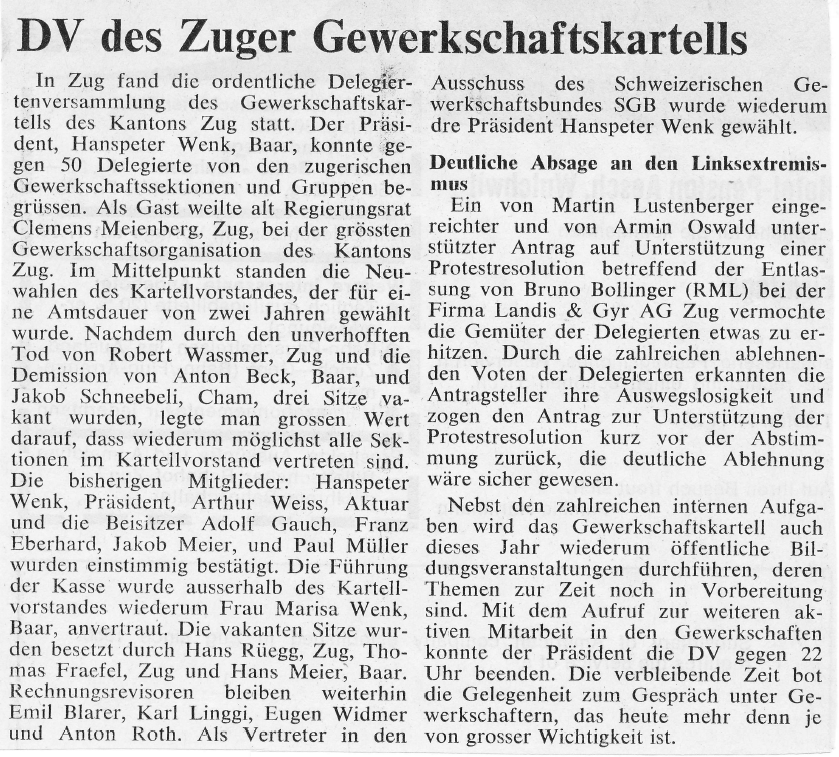 DV des Zuger Gewerkschaftskartells
In Zug fand die ordentliche Delegier-
tenversammlung des Gewerkschaftskar-
tells des Kantons Zug statt. Der Präsi-
dent, Hanspeter Wenk, Baar, konnte ge-
gen 50 Delegierte von den zugerischen
Gewerkschaftssektionen und Gruppen be-
grüssen. Als Gast weilte alt Regierungsrat
Clemens Meienberg, Zug, bei der grössten
Gewerkschaftsorganisation des Kantons
Zug. Im Mittelpunkt standen die Neu-
wahlen des Kartellvorstandes, der für ei-
ne Amtsdauer von zwei Jahren gewählt
wurde. Nachdem durch den unverhofften
Tod von Robert Wassmer, Zug und die
Demission von Anton Beck, Baar, und
Jakob Schneebeli, Cham, drei Sitze va-
kant wurden, legte man grossen Wert
darauf, dass wiederum möglichst alle Sek-
tionen im Kartellvorstand vertreten sind.
Die bisherigen Mitglieder: Hanspeter
Wenk, Präsident, Arthur Weiss, Aktuar
und die Beisitzer Adolf Gauch, Franz
Eberhard, Jakob Meier, und Paul Müller
wurden einstimmig bestätigt. Die Führung
der Kasse wurde ausserhalb des Kartell-
vorstandes wiederum Frau Marisa Wenk,
Baar, anvertraut. Die vakanten Sitze wur-
den besetzt durch Hans Rüegg, Zug, Tho-
mas Fraefel, Zug und Hans Meier, Baar.
Rechnungsrevisoren bleiben weiterhin
Emil Blarer, Karl Linggi, Eugen Widmer
und Anton Roth. Als Vertreter in den
Ausschuss des Schweizerischen Ge-
werkschaftsbundes SGB wurde wiederum
dre Präsident Hanspeter Wenk gewählt.
Deutliche Absage an den Linksextremis-
mus
Ein von Martin Lustenberger einge-
reichter und von Armin Oswald unter-
stützter Antrag auf Unterstützung einer
Protestresolution betreffend der Entlas-
sung von Bruno Bollinger (RML) bei der
Firma Landis & Gyr AG Zug vermochte
die Gemüter der Delegierten etwas zu er-
hitzen. Durch die zahlreichen ablehnen-
den Voten der Delegierten erkannten die
Antragsteller ihre Auswegslosigkeit und
zogen den Antrag zur Unterstützung der
Protestresolution kurz vor der Abstim-
mung zurück, die deutliche Ablehnung
wäre sicher gewesen.
Nebst den zahlreichen internen Aufga-
ben wird das Gewerkschaftskartell auch
dieses Jahr wiederum öffentliche Bil-
dungsveranstaltungen durchführen, deren
Themen zur Zeit noch in Vorbereitung
sind. Mit dem Aufruf zur weiteren ak-
tiven Mitarbeit in den Gewerkschaften
konnte der Präsident die DV gegen 22
Uhr beenden. Die verbleibende Zeit bot
die Gelegenheit zum Gespräch unter Ge-
werkschaftern, das heute mehr denn je
von grosser Wichtigkeit ist.